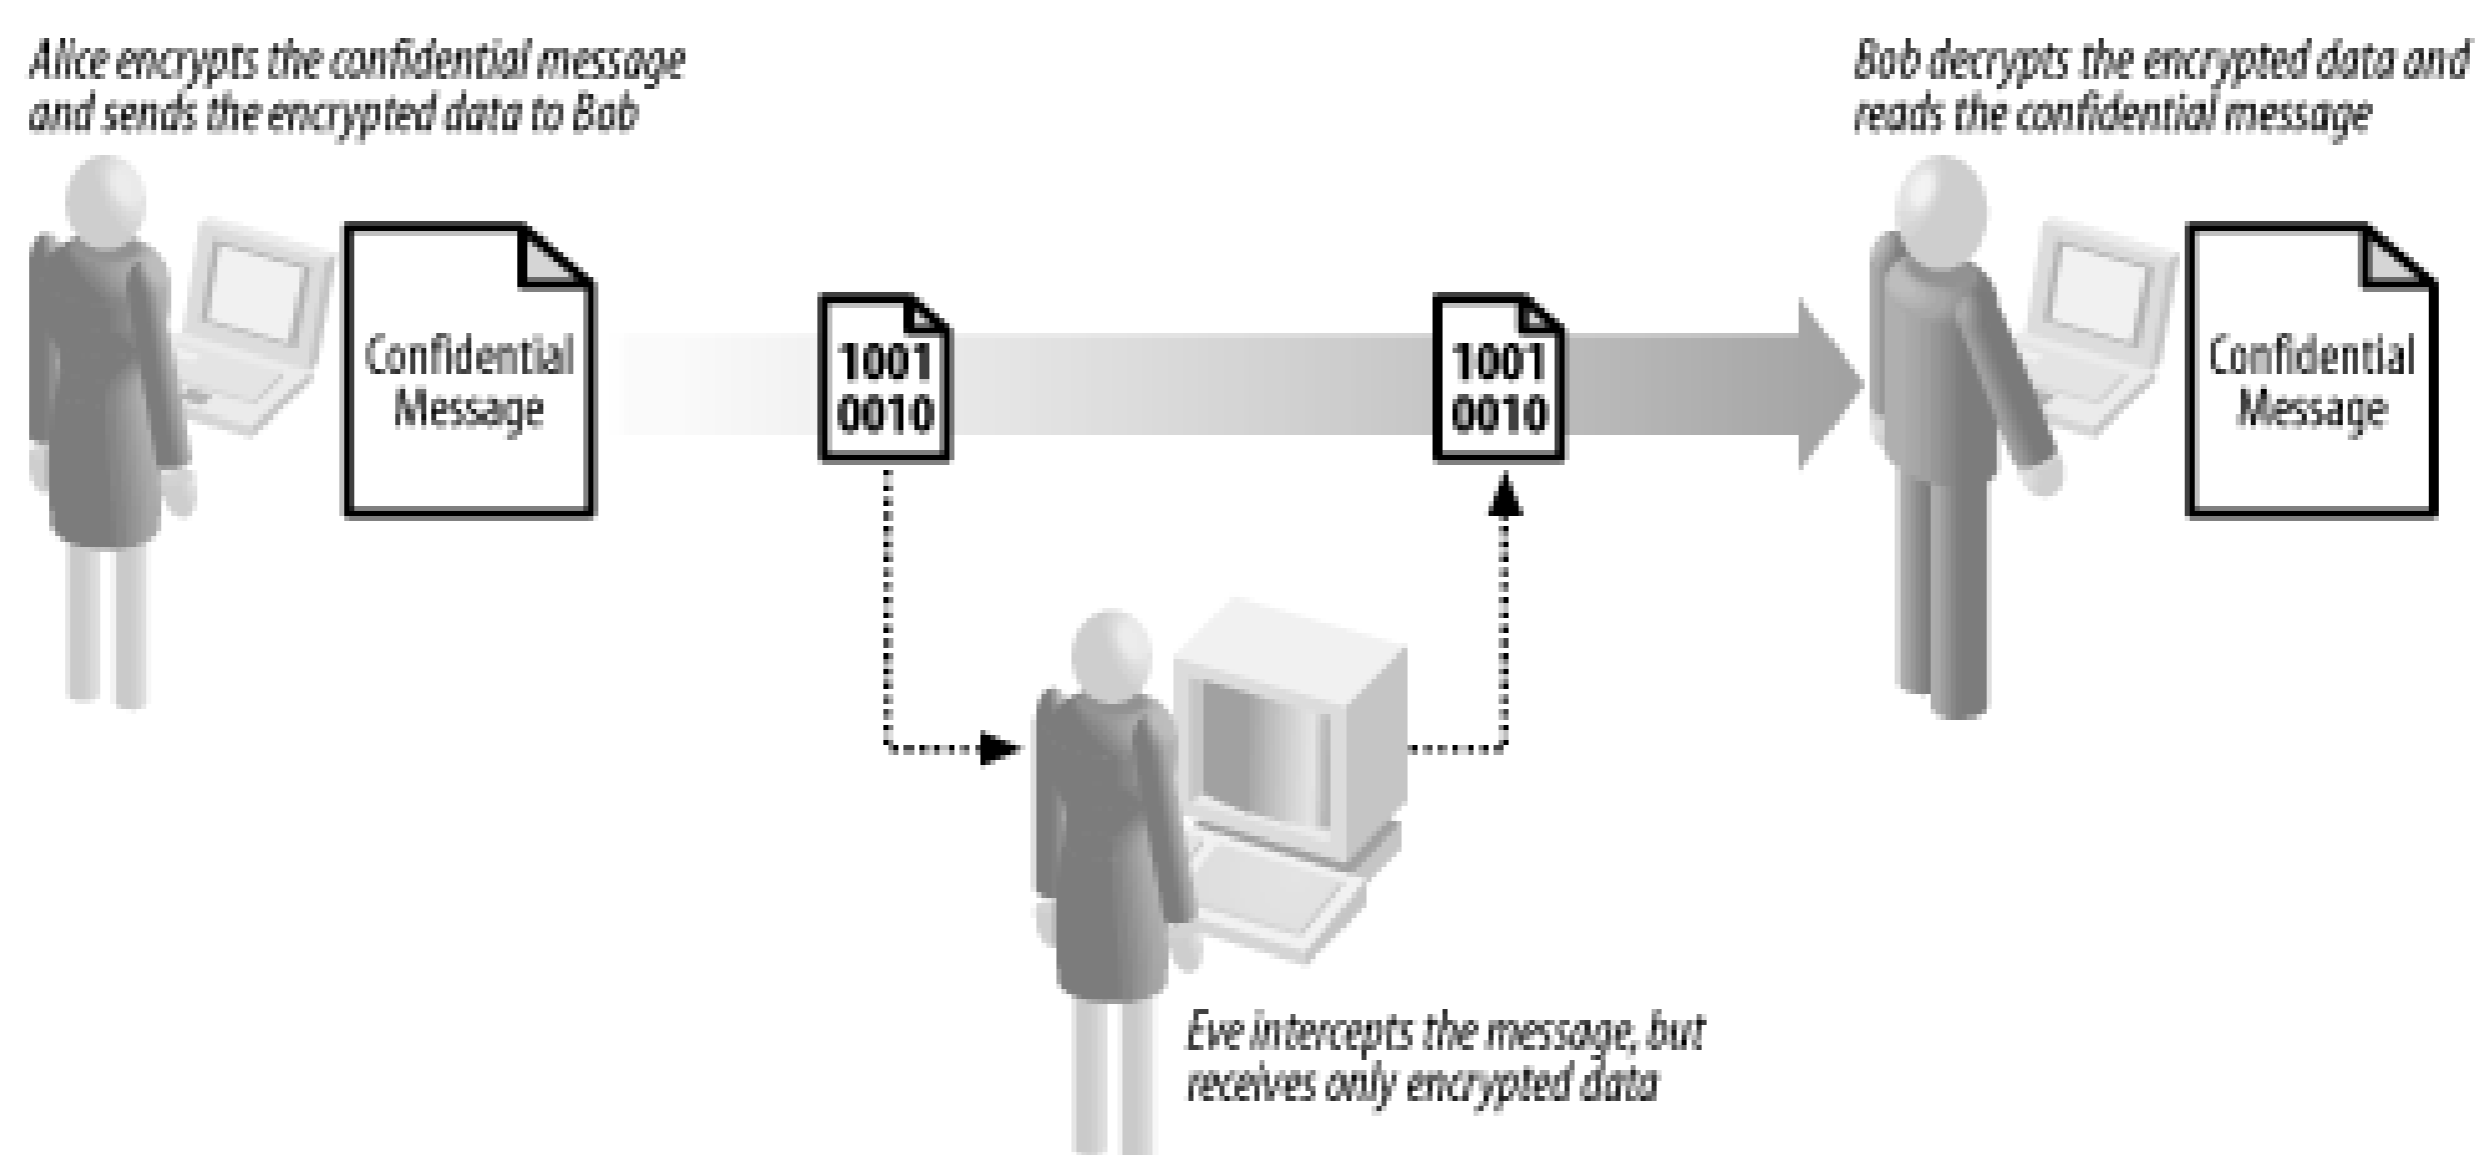 Alice encrypts the confidential message
and sends the encrypted data to Bob
Bob decrypts the encrypted data and
reads the confidential message
Confidential
Message
1001
0010
1001
0010
Confidential
Message
Eve intercepts the message, but
receives only encrypted data